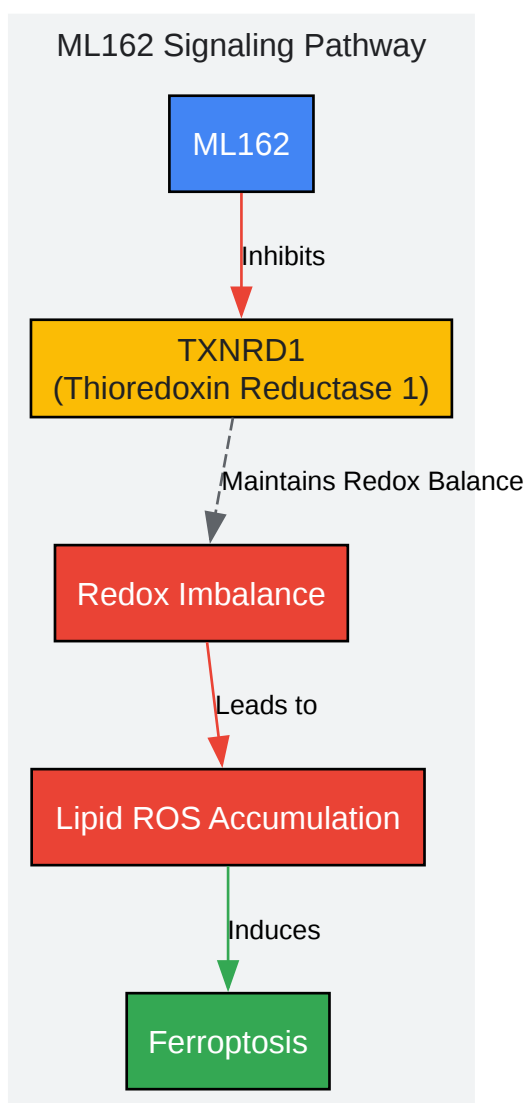 ML162 Signaling Pathway
ML162
Inhibits
TXNRD1
(Thioredoxin Reductase 1)
Maintains Redox Balance
Redox Imbalance
Leads to
Lipid ROS Accumulation
Induces
Ferroptosis